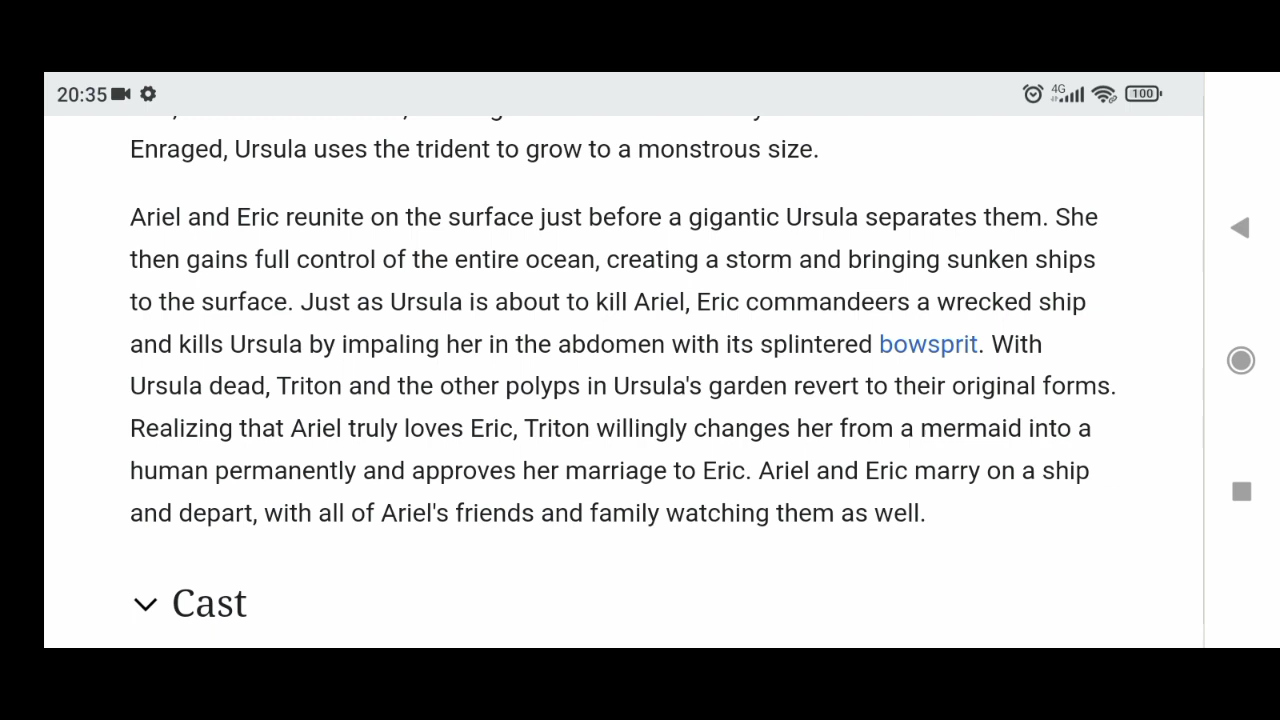 20:35
4G
100
Enraged, Ursula uses the trident to grow to a monstrous size.
Ariel and Eric reunite on the surface just before a gigantic Ursula separates them. She
then gains full control of the entire ocean, creating a storm and bringing sunken ships
to the surface. Just as Ursula is about to kill Ariel, Eric commandeers a wrecked ship
and kills Ursula by impaling her in the abdomen with its splintered bowsprit. With
Ursula dead, Triton and the other polyps in Ursula's garden revert to their original forms.
Realizing that Ariel truly loves Eric, Triton willingly changes her from a mermaid into a
human permanently and approves her marriage to Eric. Ariel and Eric marry on a ship
and depart, with all of Ariel's friends and family watching them as well.
Cast